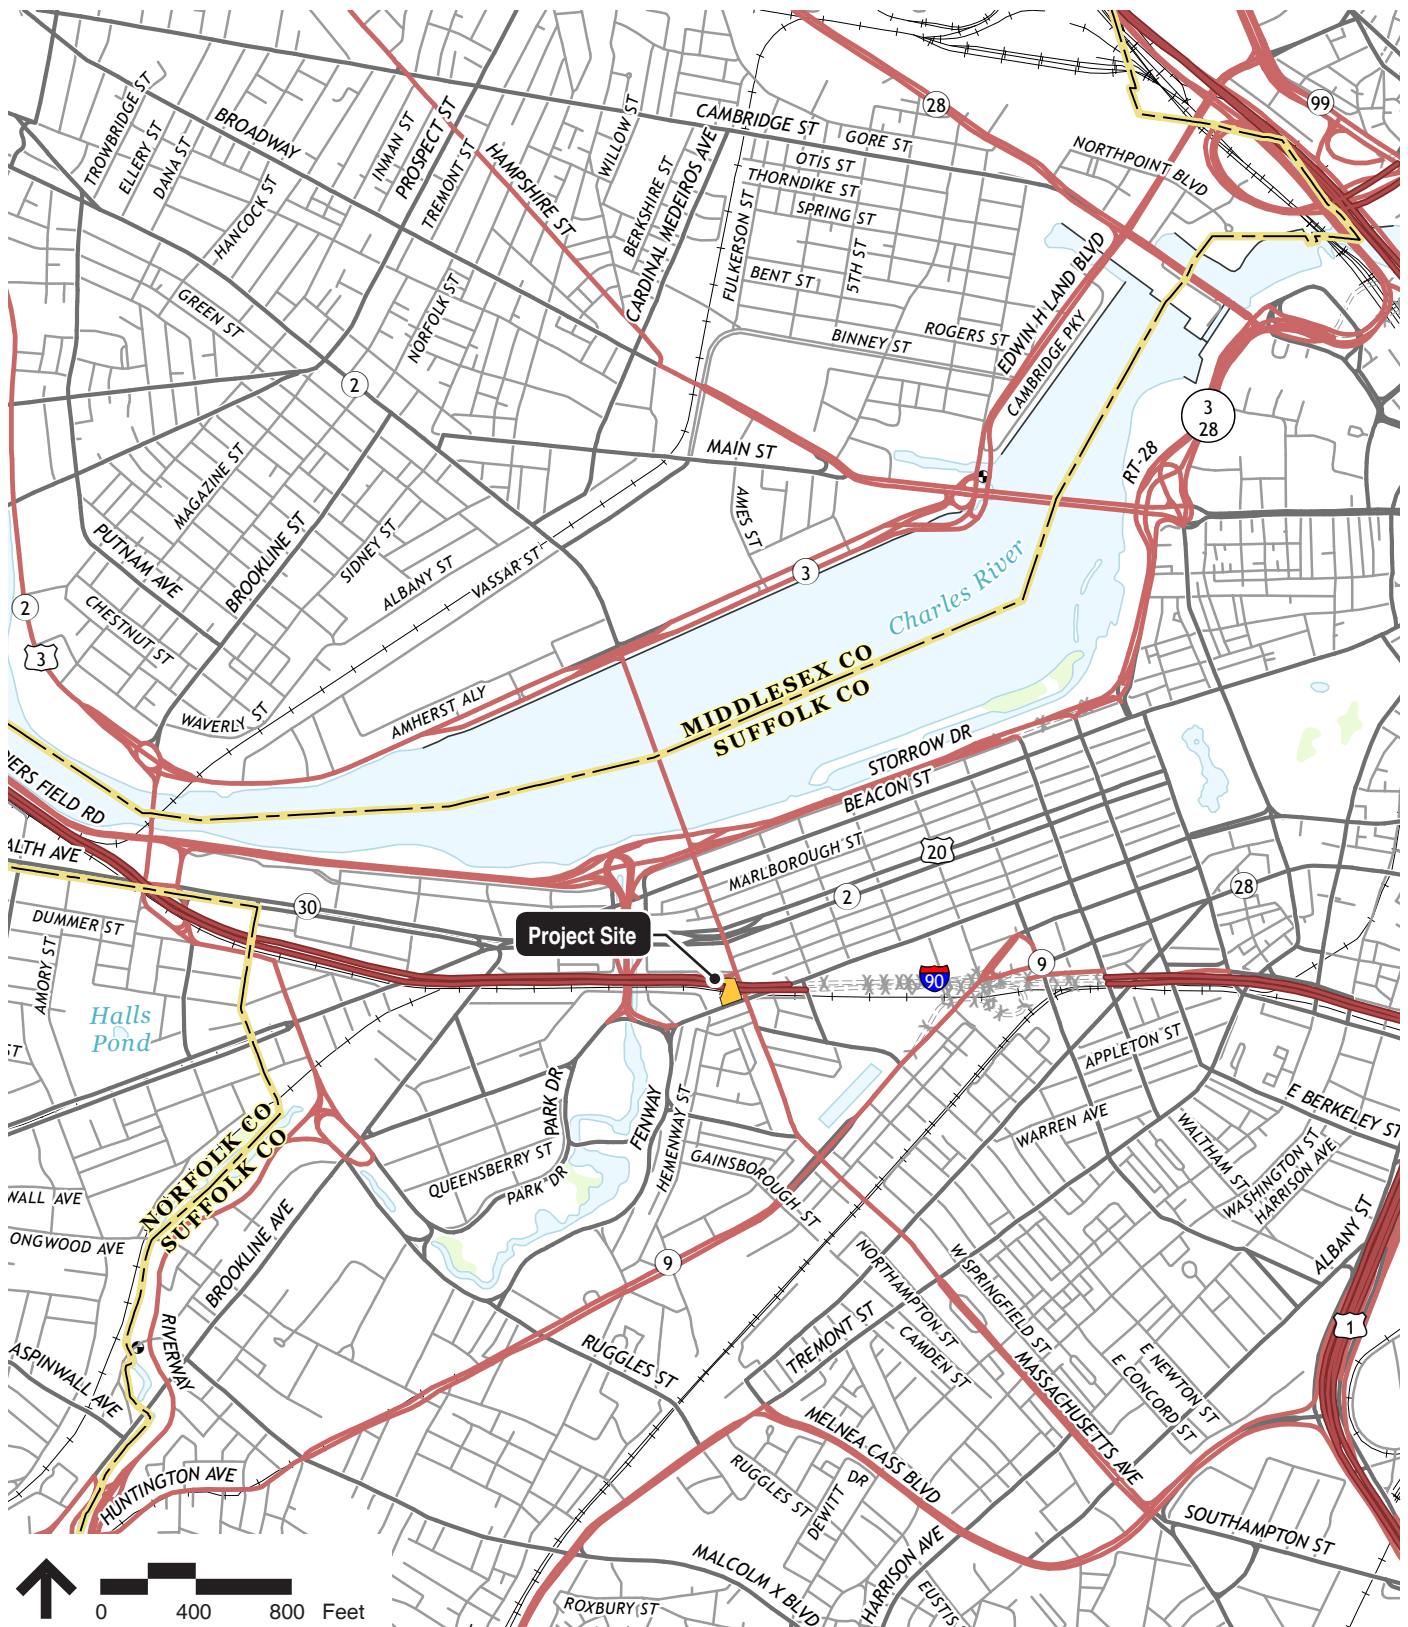 TROWBRIDGE ST
ELLERY ST
DANA ST
BROADWAY
HANCOCK ST
INMAN ST
PROSPECT ST
TREMONT ST
HAMPSHIRE ST
WILLOW ST
BERKSHIRE ST
CARDINAL MEDEIROS AVE
CAMBRIDGE ST
GORE ST
28
99
OTIS ST
THORNDIKE ST
SPRING ST
FULKERSON ST
5TH ST
BENT ST
NORTHPOINT BLVD
EDWIN H LAND BLVD
CAMBRIDGE PKY
ROGERS ST
BINNEY ST
GREEN ST
NORFOLK ST
2
3
28
RT-28
MAIN ST
AMES ST
MAGAZINE ST
PUTNAM AVE
BROOKLINE ST
SIDNEY ST
ALBANY ST
VASSAR ST
CHESTNUT ST
2
3
3
Charles River
MIDDLESEX CO
SUFFOLK CO
WAVERLY ST
AMHERST ALY
STORROW DR
BEACON ST
IERS FIELD RD
ALTH AVE
MARLBOROUGH ST
20
2
28
30
DUMMER ST
AMORY ST
Project Site
90
9
Halls
Pond
ST
APPLETON ST
E BERKELEY ST
WARREN AVE
WALTHAM ST
WASHINGTON ST
HARRISON AVE
ALBANY ST
PARK DR
FENWAY
HEMENWAY ST
QUEENSBERRY ST
PARK DR
GAINSBOROUGH ST
NORFOLK CO
SUFFOLK CO
WALL AVE
ONGWOOD AVE
BROOKLINE AVE
RIVERWAY
ASPINWALL AVE
HUNTINGTON AVE
9
RUGGLES ST
TREMONT ST
NORTHAMPTON ST
CAMDEN ST
W SPRINGFIELD ST
MASSACHUSETTS AVE
E NEWTON ST
E CONCORD ST
1
MELNEA CASS BLVD
RUGGLES ST
DEWITT DR
SOUTHAMPTON ST
MALCOLM X BLVD
HARRISON AVE
EUSTIS
ROXBURY ST
0 400 800 Feet